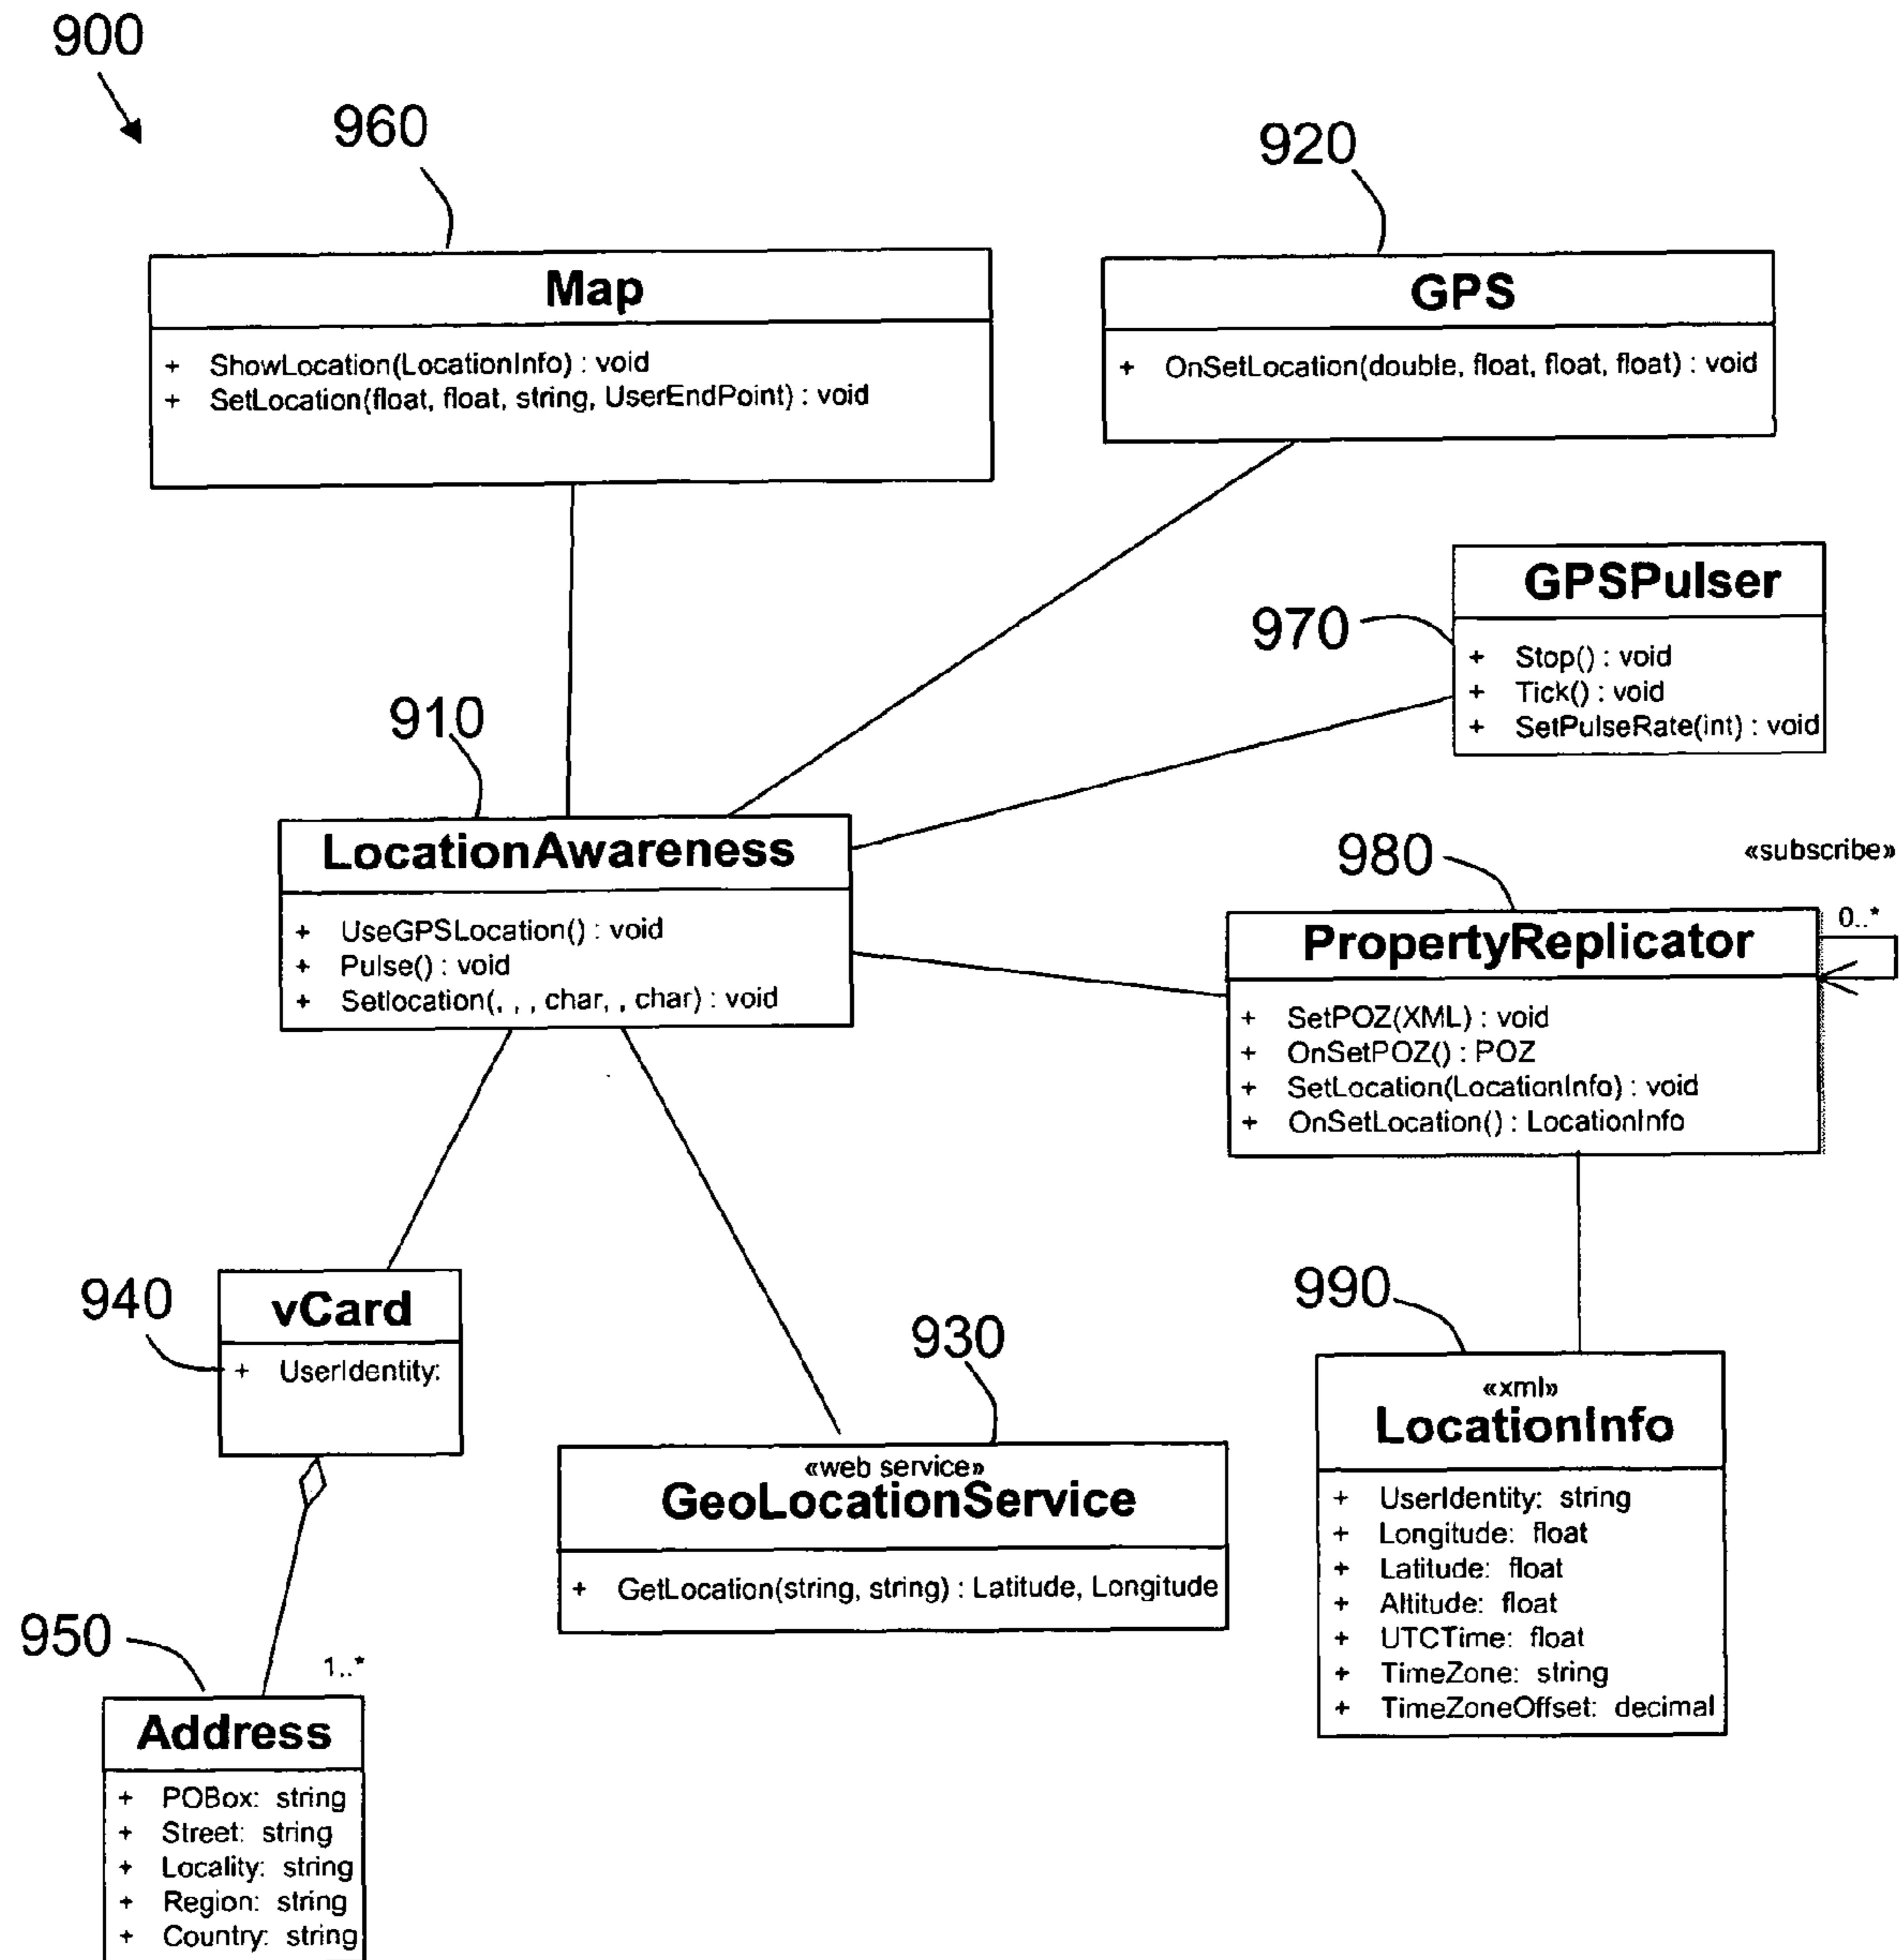 900
960
920
Map
+ ShowLocation(LocationInfo) : void
+ SetLocation(float, float, string, UserEndPoint) : void
GPS
+ OnSetLocation(double, float, float, float) : void
970
GPSPulser
+ Stop() : void
+ Tick() : void
+ SetPulseRate(int) : void
910
LocationAwareness
+ UseGPSLocation() : void
+ Pulse() : void
+ Setlocation(, , , char, , char) : void
980
«subscribe»
0..*
PropertyReplicator
+ SetPOZ(XML) : void
+ OnSetPOZ() : POZ
+ SetLocation(LocationInfo) : void
+ OnSetLocation() : LocationInfo
940
vCard
+ UserIdentity:
930
«web service»
GeoLocationService
+ GetLocation(string, string) : Latitude, Longitude
990
«xml»
LocationInfo
+ UserIdentity: string
+ Longitude: float
+ Latitude: float
+ Altitude: float
+ UTCTime: float
+ TimeZone: string
+ TimeZoneOffset: decimal
950
1..*
Address
+ POBox: string
+ Street: string
+ Locality: string
+ Region: string
+ Country: string